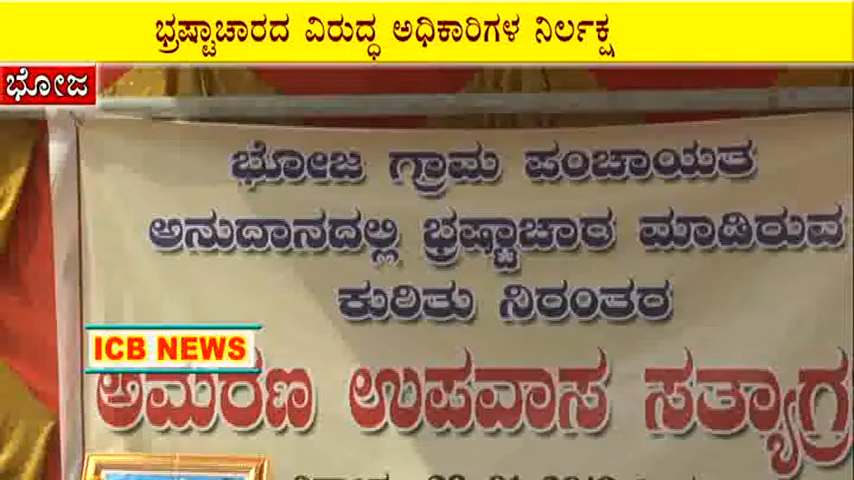 ಭ್ರಷ್ಟಾಚಾರದ ವಿರುದ್ಧ ಅಧಿಕಾರಿಗಳ ನಿರ್ಲಕ್ಷ
ಭೋಜ
ಭೋಜ ಗ್ರಾಮ ಪಂಚಾಯತ
ಅನುದಾನದಲ್ಲಿ ಭ್ರಷ್ಟಾಚಾರ ಮಾಡಿರುವ
ಕುರಿತು ನಿರಂತರ
ICB NEWS
ಅಮರಣ ಉಪವಾಸ ಸತ್ಯಾಗ್ರ